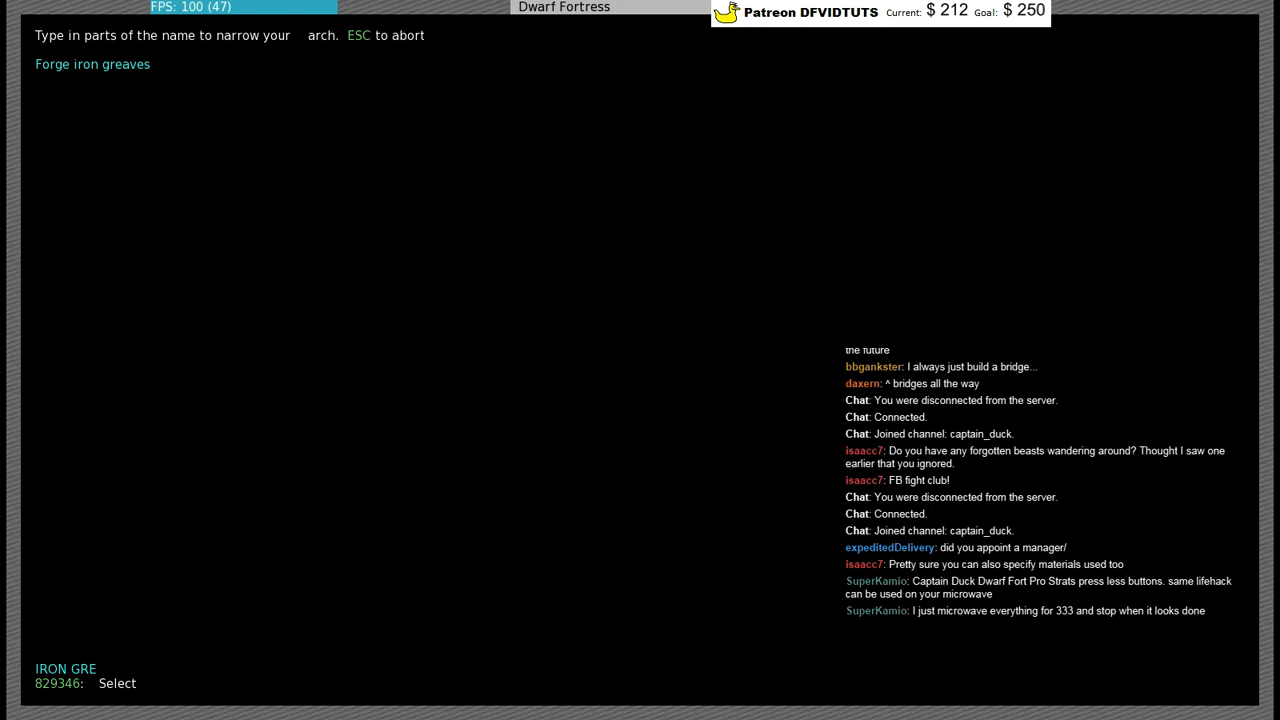 FPS: 100 (47)
Dwarf Fortress
Patreon DFVIDTUTS Current: $ 212 Goal: $ 250
Type in parts of the name to narrow your arch. ESC to abort
Forge iron greaves
the future
bbgankster: I always just build a bridge...
daxern: ^ bridges all the way
Chat: You were disconnected from the server.
Chat: Connected.
Chat: Joined channel: captain_duck.
isaacc7: Do you have any forgotten beasts wandering around? Thought I saw one
earlier that you ignored.
isaacc7: FB fight club!
Chat: You were disconnected from the server.
Chat: Connected.
Chat: Joined channel: captain_duck.
expeditedDelivery: did you appoint a manager/
isaacc7: Pretty sure you can also specify materials used too
SuperKamio: Captain Duck Dwarf Fort Pro Strats press less buttons. same lifehack
can be used on your microwave
SuperKamio: I just microwave everything for 333 and stop when it looks done
IRON GRE
829346: Select